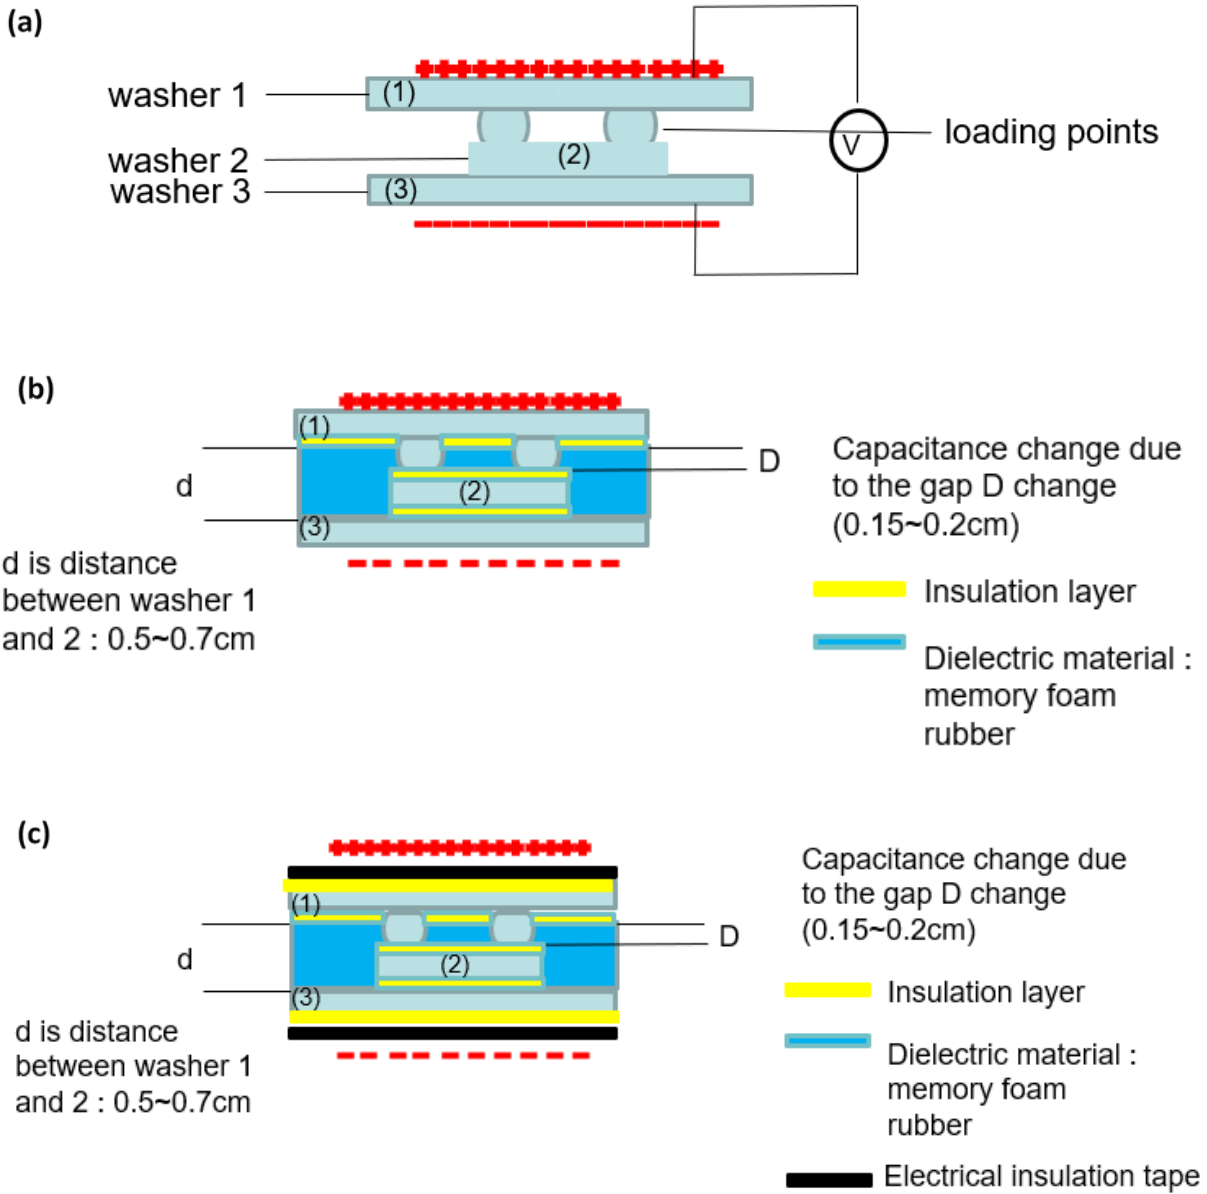 (a)
washer 1
(1)
loading points
V
washer 2
(2)
washer 3
(3)
(b)
(1)
D
d
(2)
(3)
Capacitance change due
to the gap D change
(0.15~0.2cm)
d is distance
between washer 1
and 2 : 0.5~0.7cm
Insulation layer
Dielectric material :
memory foam
rubber
(c)
(1)
D
d
(2)
(3)
Capacitance change due
to the gap D change
(0.15~0.2cm)
d is distance
between washer 1
and 2 : 0.5~0.7cm
Insulation layer
Dielectric material :
memory foam
rubber
Electrical insulation tape